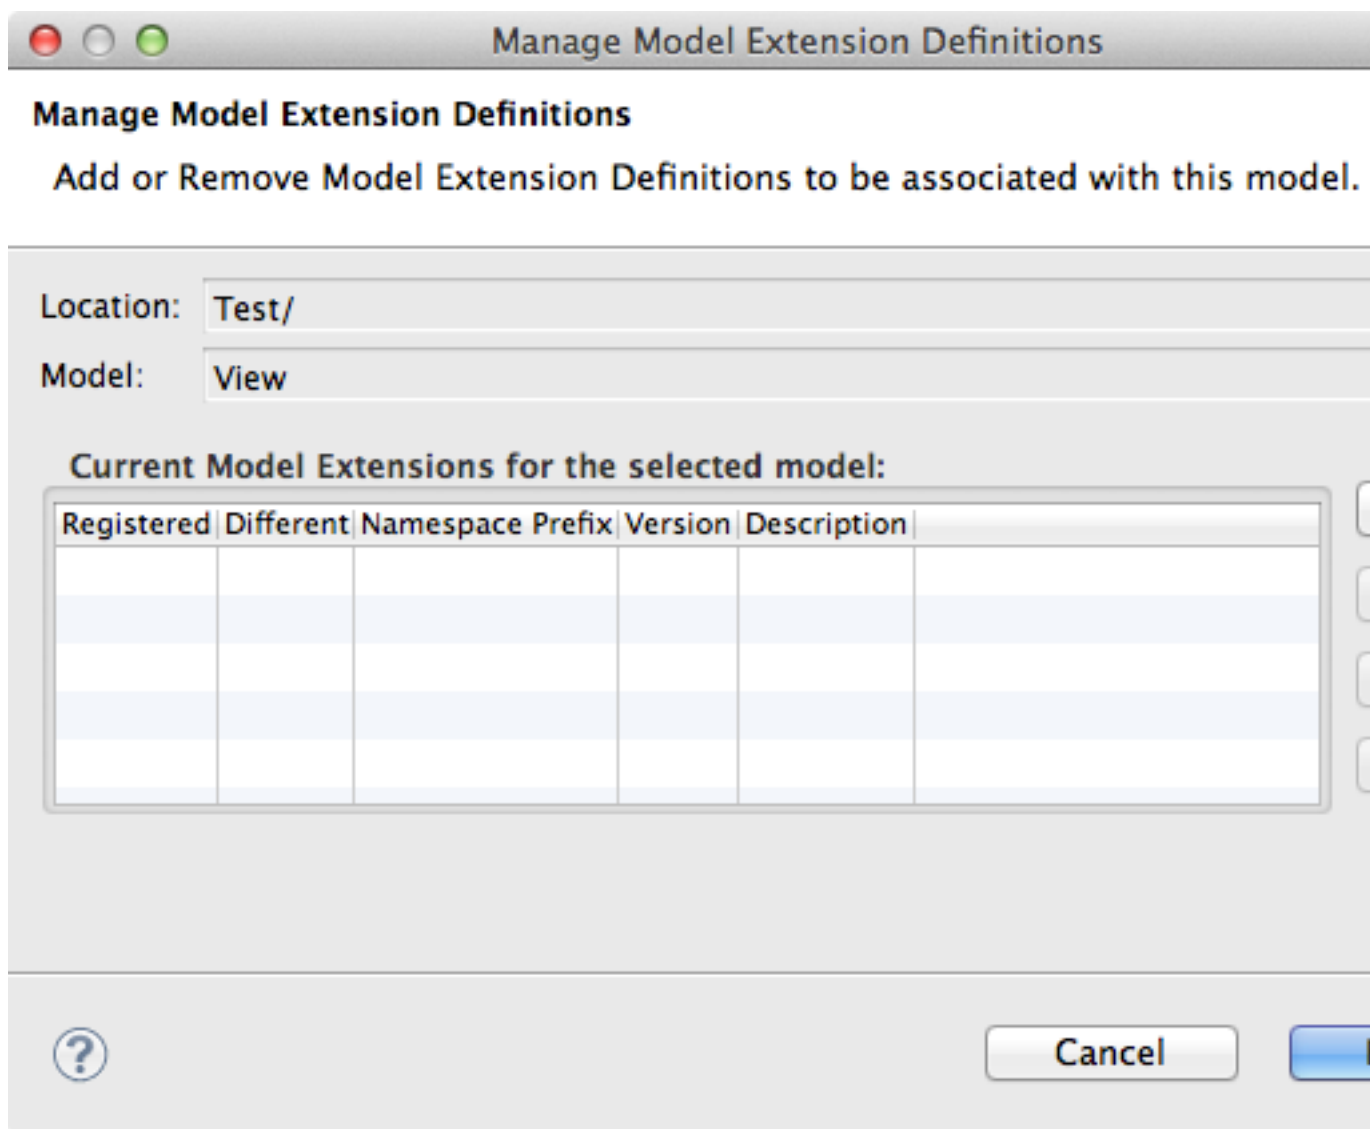 Manage Model Extension Definitions
Manage Model Extension Definitions
Add or Remove Model Extension Definitions to be associated with this model.
Location: Test/
Model: View
Current Model Extensions for the selected model:
Registered Different Namespace Prefix Version Description
? Cancel